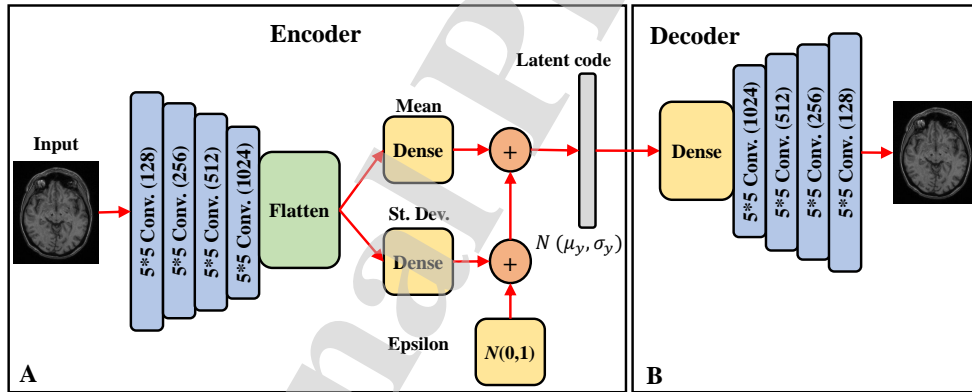 Encoder
Decoder
Input
5*5 Conv. (128)
5*5 Conv. (256)
5*5 Conv. (512)
5*5 Conv. (1024)
Flatten
Mean
Dense
St. Dev.
Dense
+
+
Epsilon
N(0,1)
Latent code
N (μ_y, σ_y)
A
Dense
5*5 Conv. (1024)
5*5 Conv. (512)
5*5 Conv. (256)
5*5 Conv. (128)
B